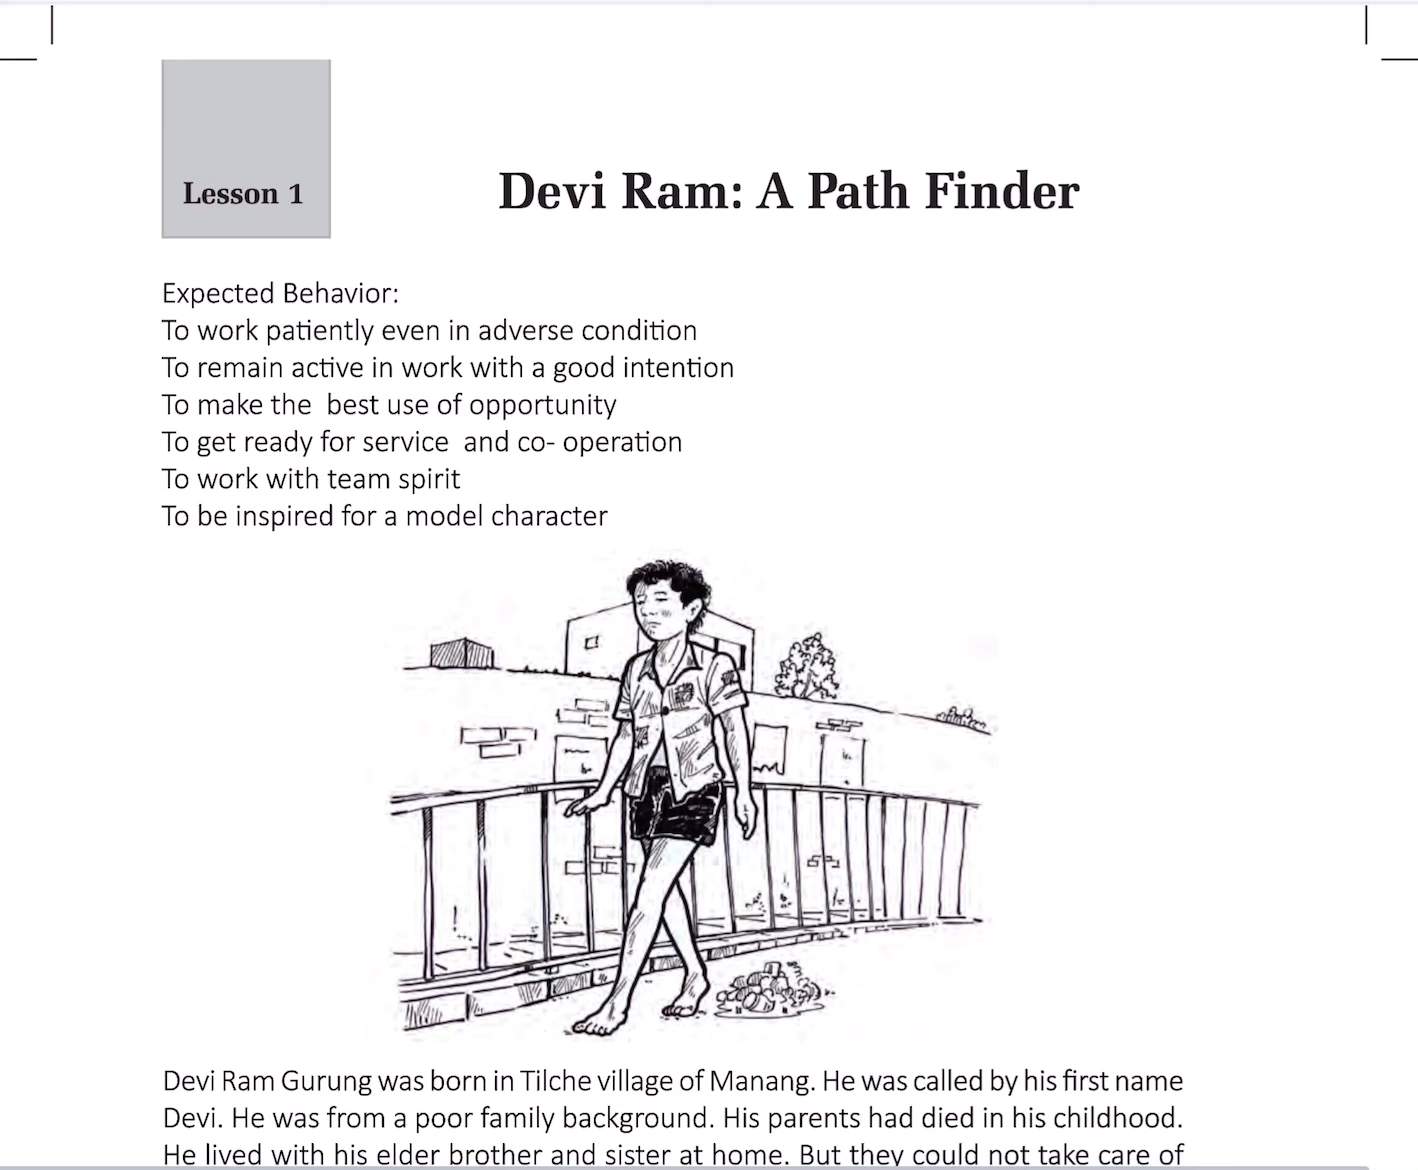 Lesson 1
Devi Ram: A Path Finder
Expected Behavior:
To work patiently even in adverse condition
To remain active in work with a good intention
To make the  best use of opportunity
To get ready for service  and co- operation
To work with team spirit
To be inspired for a model character
Devi Ram Gurung was born in Tilche village of Manang. He was called by his first name
Devi. He was from a poor family background. His parents had died in his childhood.
He lived with his elder brother and sister at home. But they could not take care of